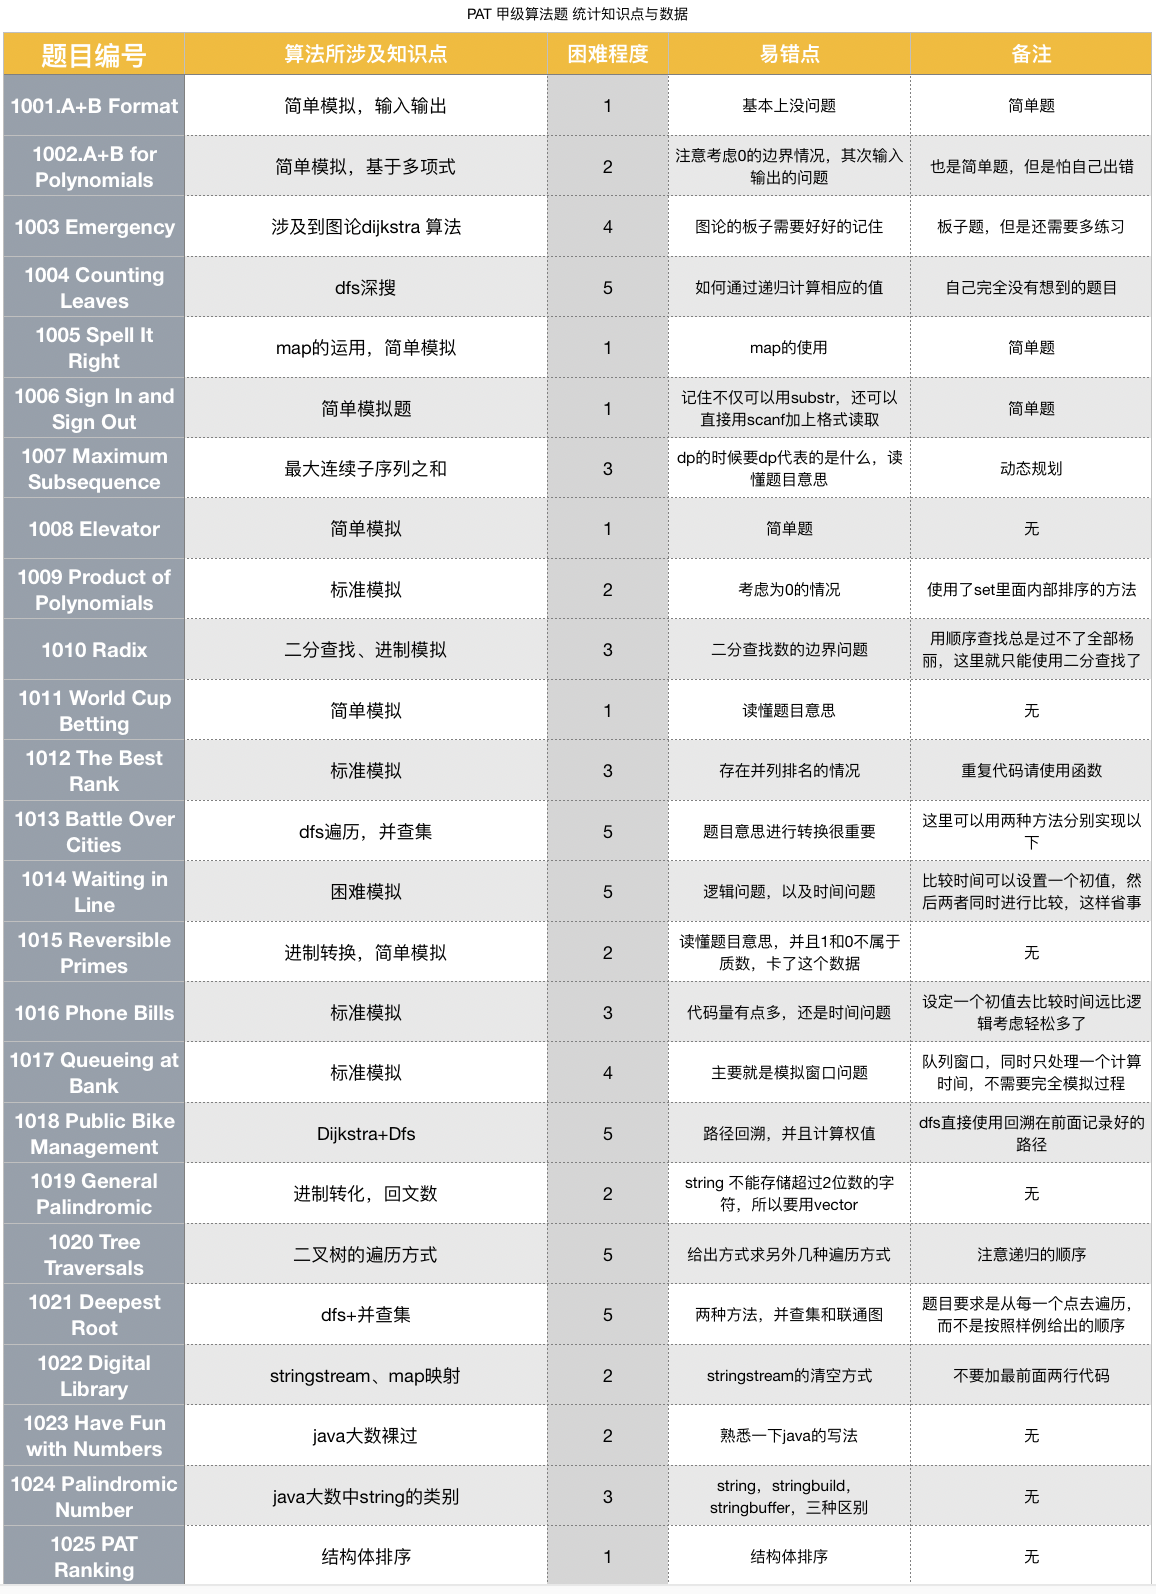 PAT 甲级算法题 统计知识点与数据
题目编号 算法所涉及知识点 困难程度 易错点 备注
1001.A+B Format 简单模拟，输入输出 1 基本上没问题 简单题
1002.A+B for
Polynomials
简单模拟，基于多项式 2
注意考虑0的边界情况，其次输入
输出的问题
也是简单题，但是怕自己出错
1003 Emergency 涉及到图论dijkstra 算法 4 图论的板子需要好好的记住 板子题，但是还需要多练习
1004 Counting
Leaves
dfs深搜 5 如何通过递归计算相应的值 自己完全没有想到的题目
1005 Spell It
Right
map的运用，简单模拟 1 map的使用 简单题
1006 Sign In and
Sign Out
简单模拟题 1
记住不仅可以用substr，还可以
直接用scanf加上格式读取
简单题
1007 Maximum
Subsequence
最大连续子序列之和 3
dp的时候要dp代表的是什么，读
懂题目意思
动态规划
1008 Elevator 简单模拟 1 简单题 无
1009 Product of
Polynomials
标准模拟 2 考虑为0的情况 使用了set里面内部排序的方法
1010 Radix 二分查找、进制模拟 3 二分查找数的边界问题
用顺序查找总是过不了全部杨
丽，这里就只能使用二分查找了
1011 World Cup
Betting
简单模拟 1 读懂题目意思 无
1012 The Best
Rank
标准模拟 3 存在并列排名的情况 重复代码请使用函数
1013 Battle Over
Cities
dfs遍历，并查集 5 题目意思进行转换很重要
这里可以用两种方法分别实现以
下
1014 Waiting in
Line
困难模拟 5 逻辑问题，以及时间问题
比较时间可以设置一个初值，然
后两者同时进行比较，这样省事
1015 Reversible
Primes
进制转换，简单模拟 2
读懂题目意思，并且1和0不属于
质数，卡了这个数据
无
1016 Phone Bills 标准模拟 3 代码量有点多，还是时间问题
设定一个初值去比较时间远比逻
辑考虑轻松多了
1017 Queueing at
Bank
标准模拟 4 主要就是模拟窗口问题
队列窗口，同时只处理一个计算
时间，不需要完全模拟过程
1018 Public Bike
Management
Dijkstra+Dfs 5 路径回溯，并且计算权值
dfs直接使用回溯在前面记录好的
路径
1019 General
Palindromic
进制转化，回文数 2
string 不能存储超过2位数的字
符，所以要用vector
无
1020 Tree
Traversals
二叉树的遍历方式 5 给出方式求另外几种遍历方式 注意递归的顺序
1021 Deepest
Root
dfs+并查集 5 两种方法，并查集和联通图
题目要求是从每一个点去遍历，
而不是按照样例给出的顺序
1022 Digital
Library
stringstream、map映射 2 stringstream的清空方式 不要加最前面两行代码
1023 Have Fun
with Numbers
java大数裸过 2 熟悉一下java的写法 无
1024 Palindromic
Number
java大数中string的类别 3
string，stringbuild，
stringbuffer，三种区别
无
1025 PAT
Ranking
结构体排序 1 结构体排序 无